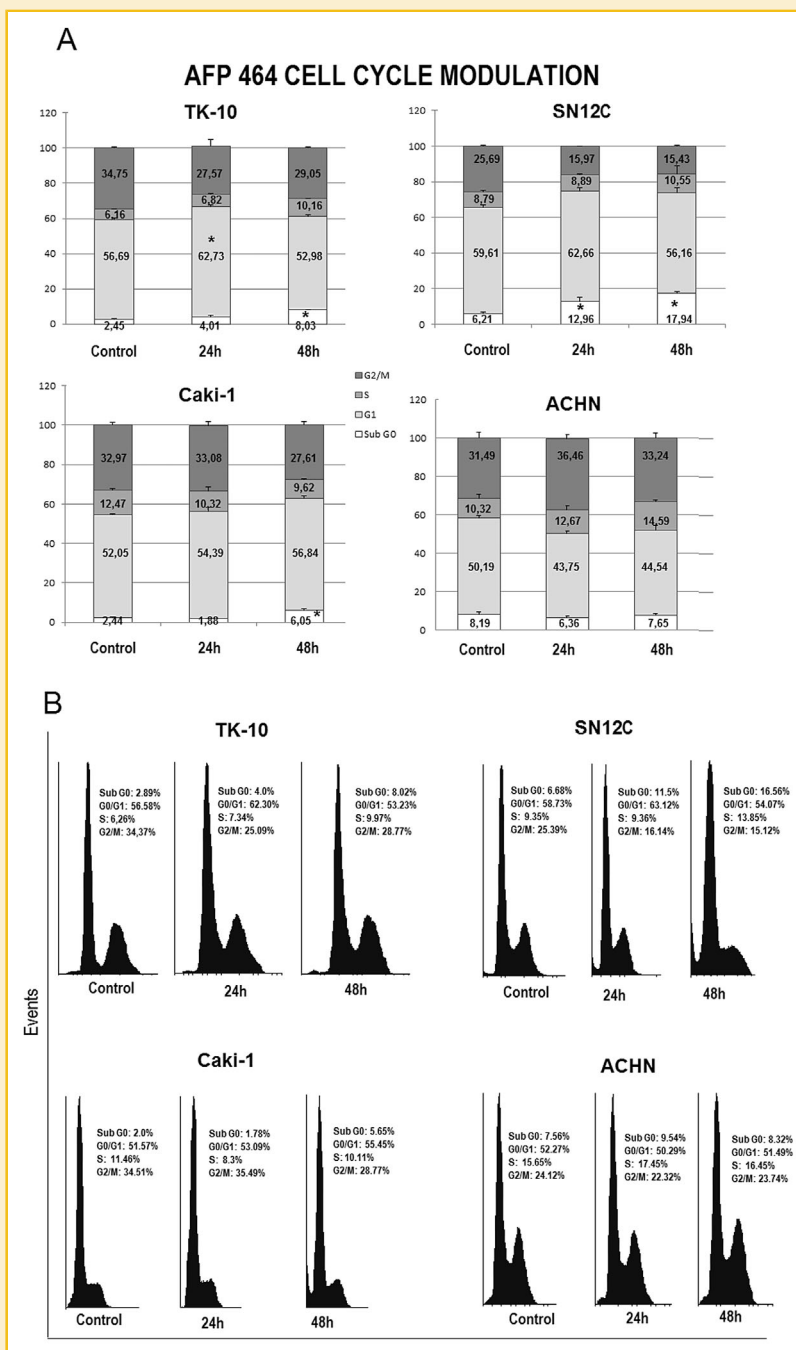 A
AFP 464 CELL CYCLE MODULATION
TK-10
120
100
80
60
40
20
0
34,75
6,16
56,69
2,45
27,57
6,82
*
62,73
4,01
29,05
10,16
52,98
*
8,03
Control 24h 48h
SN12C
120
100
80
60
40
20
0
25,69
8,79
59,61
6,21
15,97
8,89
62,66
*
12,96
15,43
10,55
56,16
*
17,94
Control 24h 48h
Caki-1
120
100
80
60
40
20
0
32,97
12,47
52,05
2,44
33,08
10,32
54,39
1,88
27,61
9,62
56,84
6,05 *
Control 24h 48h
G2/M
S
G1
Sub G0
ACHN
120
100
80
60
40
20
0
31,49
10,32
50,19
8,19
36,46
12,67
43,75
6,36
33,24
14,59
44,54
7,65
Control 24h 48h
B
Events
TK-10
Sub G0: 2.89%
G0/G1: 56.58%
S: 6,26%
G2/M: 34,37%
Control
Sub G0: 4.0%
G0/G1: 62.30%
S: 7.34%
G2/M: 25.09%
24h
Sub G0: 8.02%
G0/G1: 53.23%
S: 9.97%
G2/M: 28.77%
48h
SN12C
Sub G0: 6.68%
G0/G1: 58.73%
S: 9.35%
G2/M: 25.39%
Control
Sub G0: 11.5%
G0/G1: 63.12%
S: 9.36%
G2/M: 16.14%
24h
Sub G0: 16.56%
G0/G1: 54.07%
S: 13.85%
G2/M: 15.12%
48h
Caki-1
Sub G0: 2.0%
G0/G1: 51.57%
S: 11.46%
G2/M: 34.51%
Control
Sub G0: 1.78%
G0/G1: 53.09%
S: 8.3%
G2/M: 35.49%
24h
Sub G0: 5.65%
G0/G1: 55.45%
S: 10.11%
G2/M: 28.77%
48h
ACHN
Sub G0: 7.56%
G0/G1: 52.27%
S: 15.65%
G2/M: 24.12%
Control
Sub G0: 9.54%
G0/G1: 50.29%
S: 17.45%
G2/M: 22.32%
24h
Sub G0: 8.32%
G0/G1: 51.49%
S: 16.45%
G2/M: 23.74%
48h